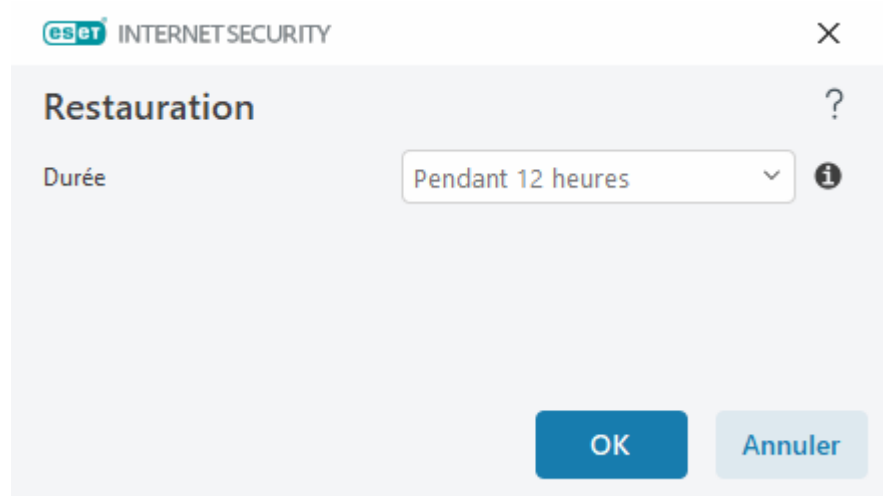 eset INTERNET SECURITY
Restauration
?
Durée
Pendant 12 heures
OK
Annuler